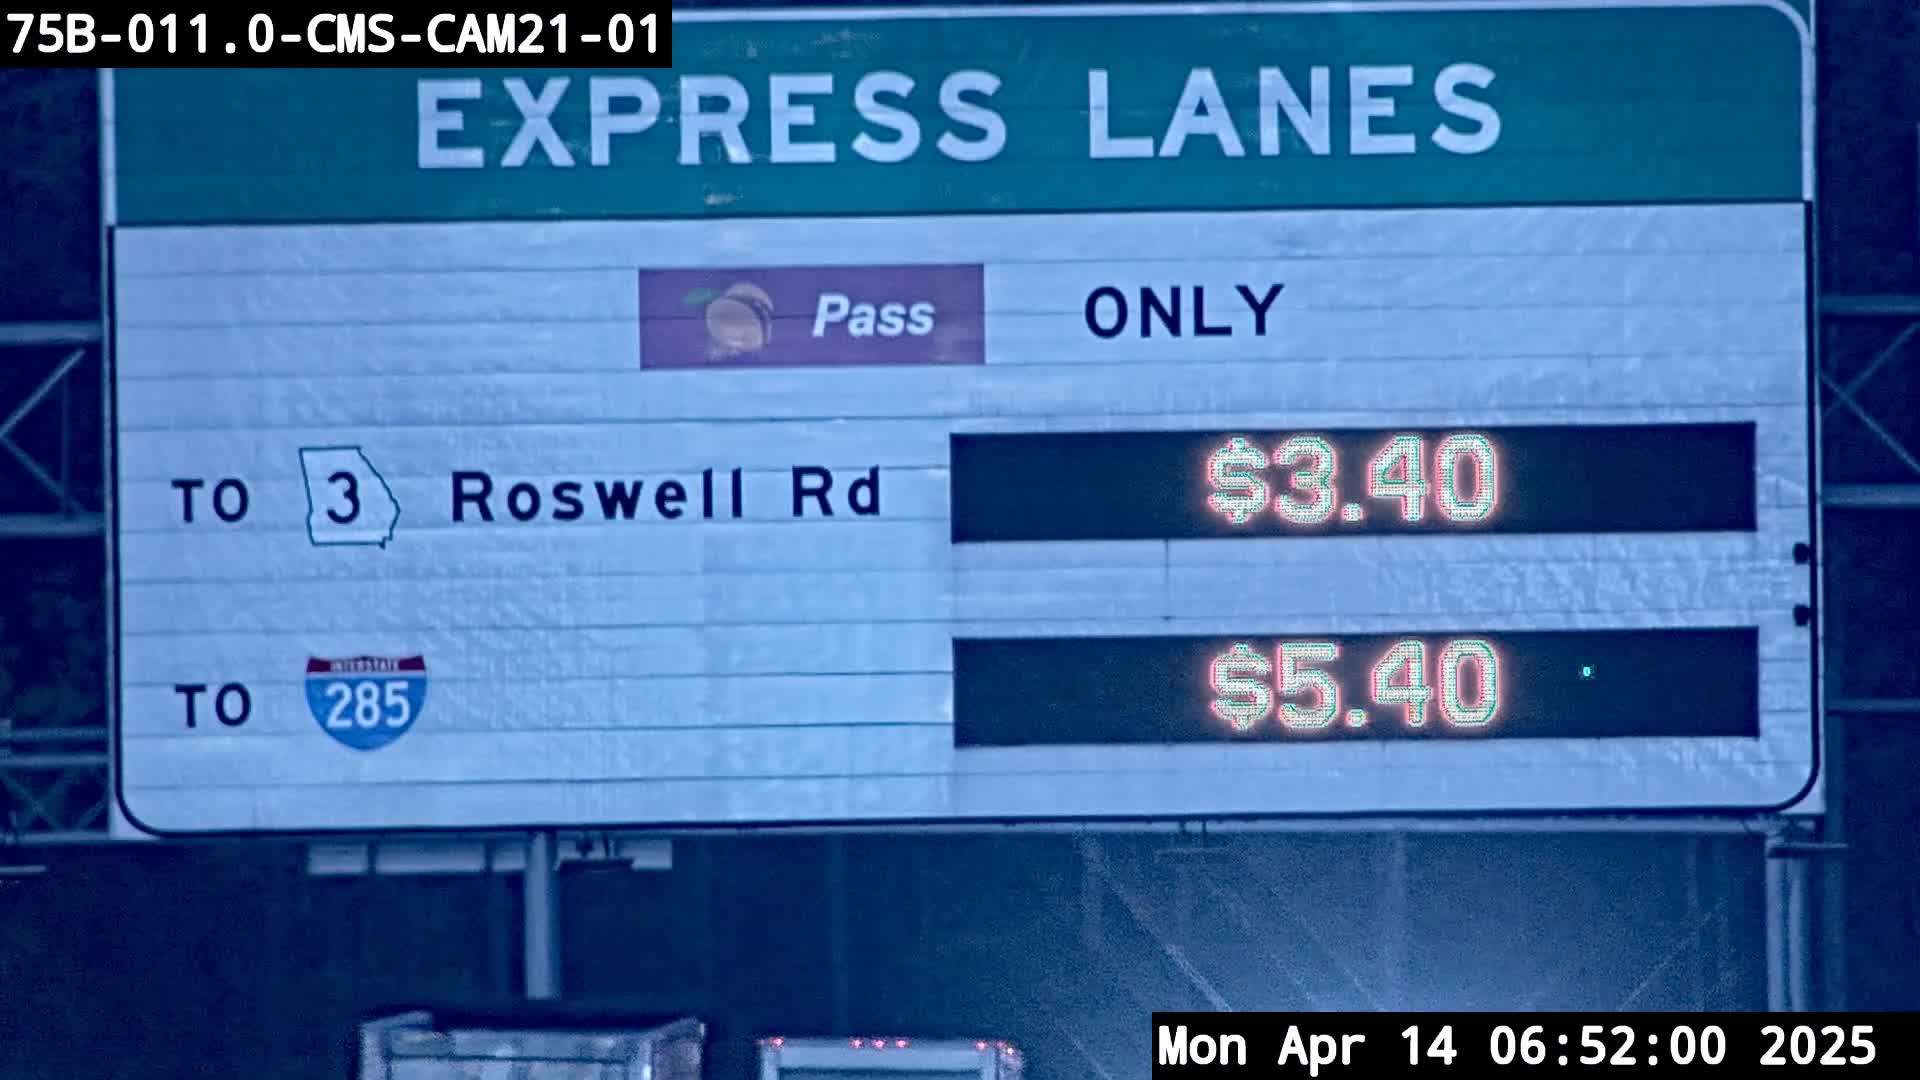 75B-011.0-CMS-CAM21-01
EXPRESS LANES
Pass ONLY
TO 3 Roswell Rd $3.40
INTERSTATE
TO 285 $5.40
Mon Apr 14 06:52:00 2025